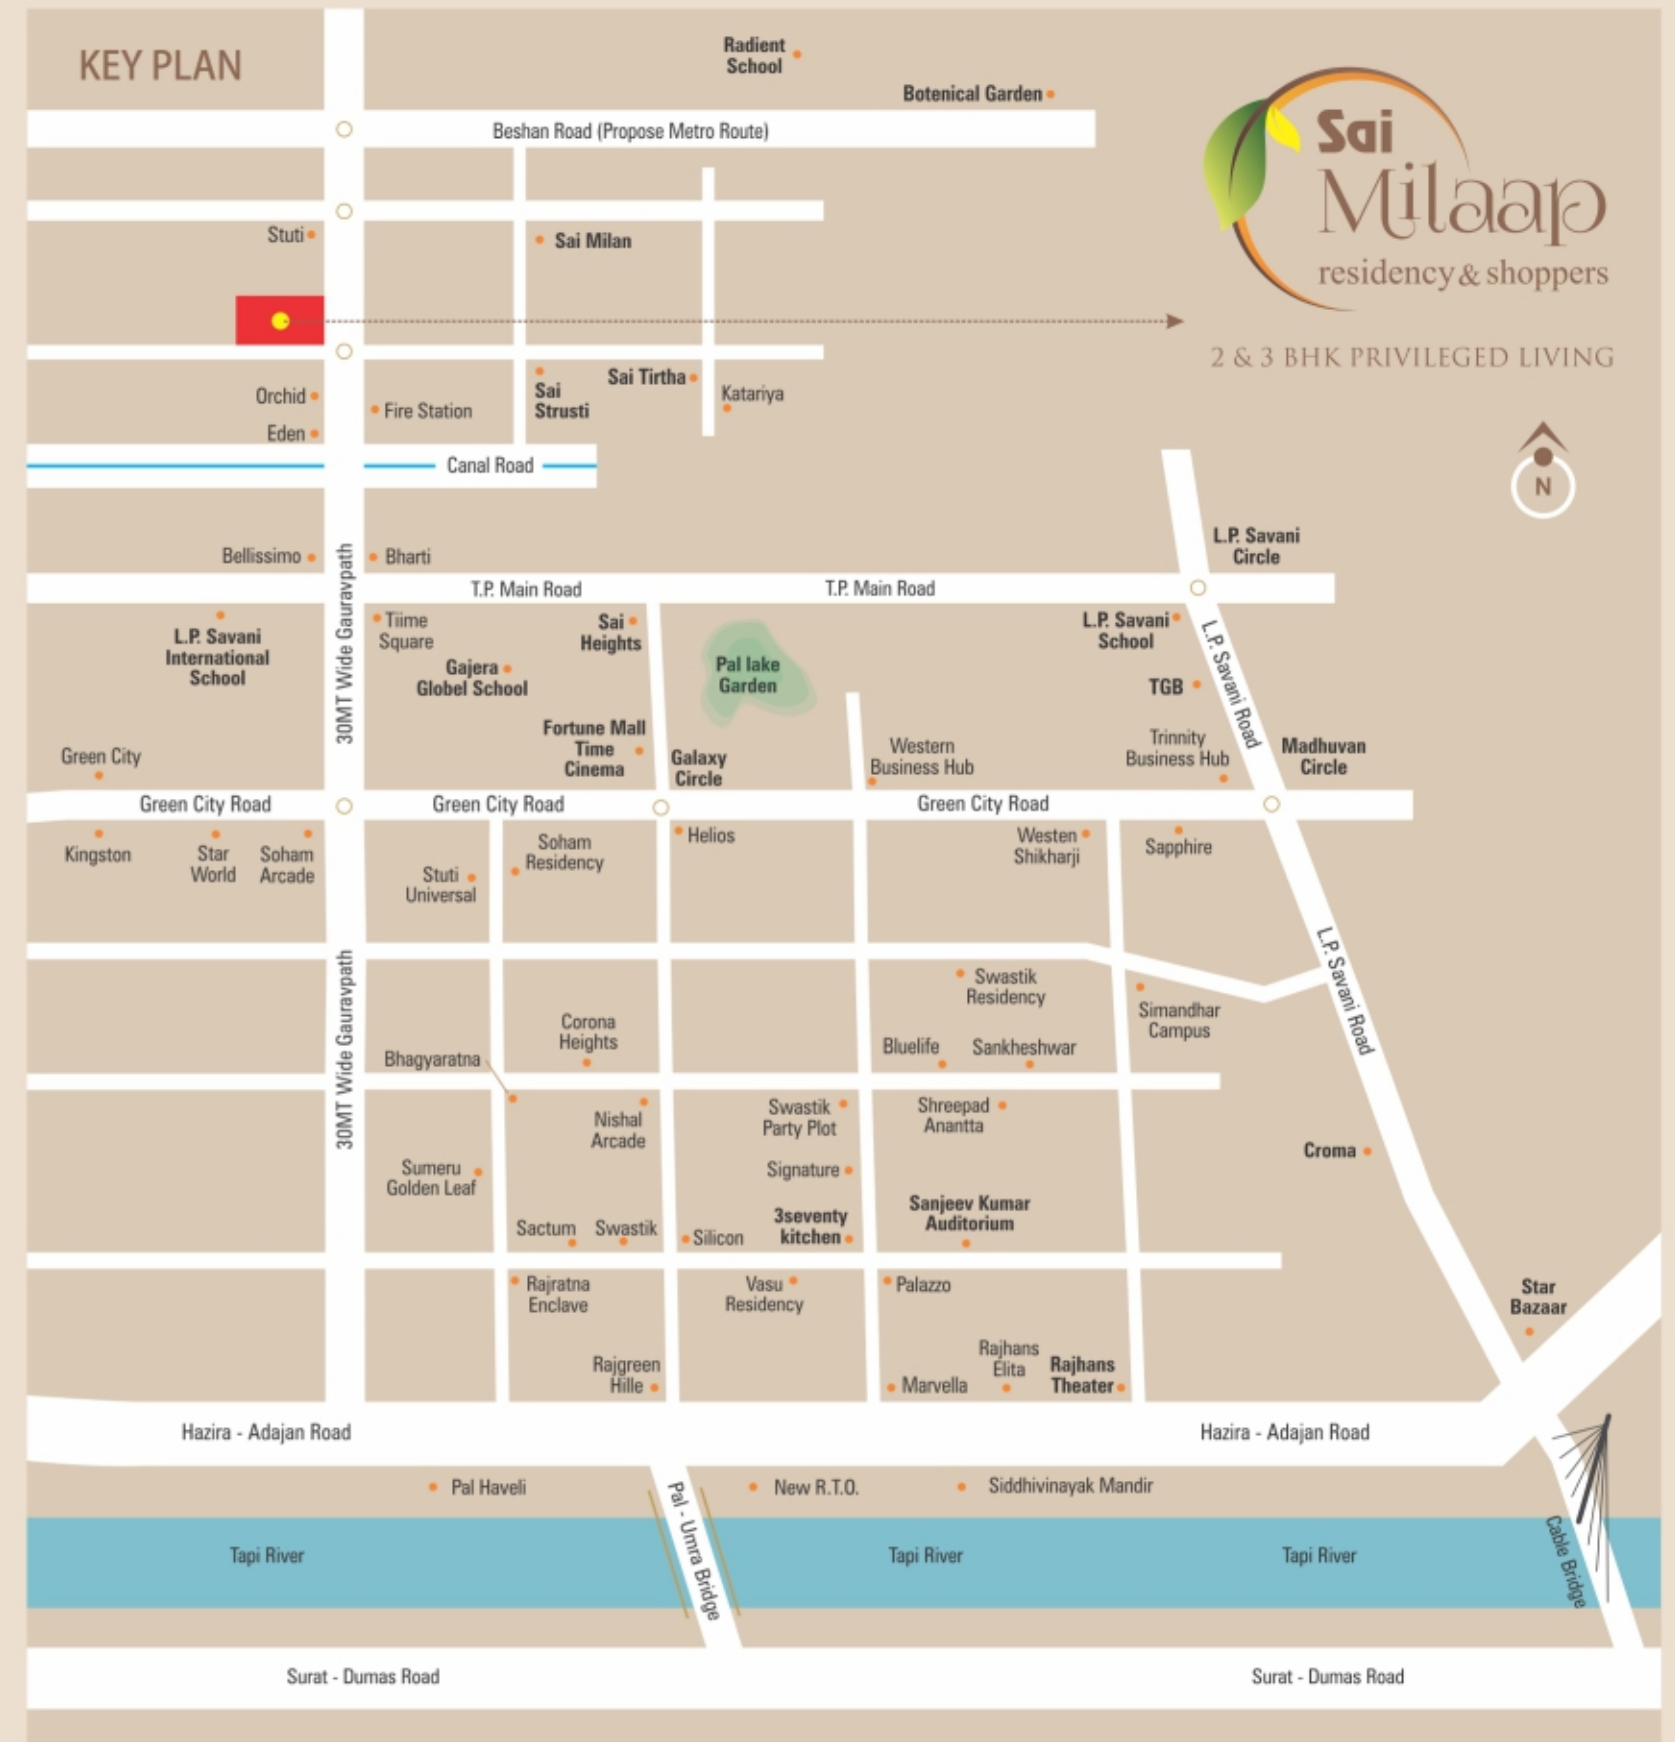 KEY PLAN
Radient
School
Botenical Garden
Beshan Road (Propose Metro Route)
Sai
Milaap
residency & shoppers
2 & 3 BHK PRIVILEGED LIVING
N
Stuti
Sai Milan
Orchid
Eden
Fire Station
Sai
Strusti
Sai Tirtha
Katariya
Canal Road
Bellissimo
Bharti
30MT Wide Gauravpath
L.P. Savani
Circle
T.P. Main Road
T.P. Main Road
L.P. Savani
International
School
Tiime
Square
Gajera
Globel School
Sai
Heights
Pal lake
Garden
L.P. Savani
School
L.P. Savani Road
TGB
Fortune Mall
Time
Cinema
Galaxy
Circle
Western
Business Hub
Trinnity
Business Hub
Madhuvan
Circle
Green City
Green City Road
Green City Road
Green City Road
Kingston
Star
World
Soham
Arcade
Stuti
Universal
Soham
Residency
Helios
Westen
Shikharji
Sapphire
30MT Wide Gauravpath
L.P. Savani Road
Swastik
Residency
Simandhar
Campus
Corona
Heights
Bhagyaratna
Bluelife
Sankheshwar
Nishal
Arcade
Swastik
Party Plot
Shreepad
Anantta
Croma
Sumeru
Golden Leaf
Signature
Sactum
Swastik
Silicon
3seventy
kitchen
Sanjeev Kumar
Auditorium
Rajratna
Enclave
Vasu
Residency
Palazzo
Star
Bazaar
Rajgreen
Hille
Marvella
Rajhans
Elita
Rajhans
Theater
Hazira - Adajan Road
Hazira - Adajan Road
Pal Haveli
Pal - Umra Bridge
New R.T.O.
Siddhivinayak Mandir
Tapi River
Tapi River
Tapi River
Cable Bridge
Surat - Dumas Road
Surat - Dumas Road